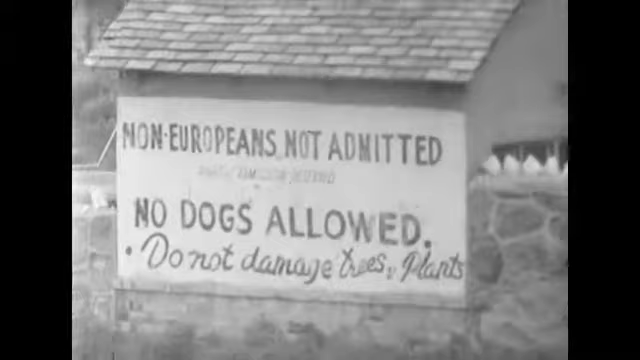 NON-EUROPEANS NOT ADMITTED
NO DOGS ALLOWED.
• Do not damage trees, Plants